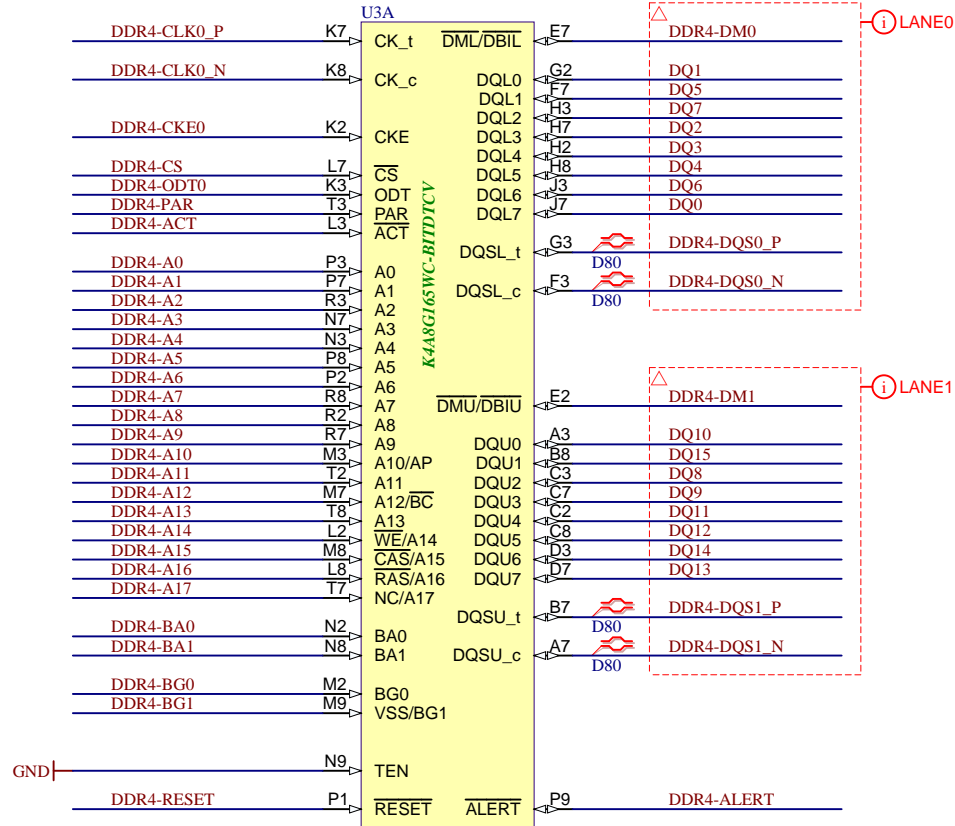 U3A
DDR4-CLK0_P K7 CK_t DML/DBIL E7 DDR4-DM0 LANE0
DDR4-CLK0_N K8 CK_c DQL0 G2 DQ1
DQL1 F7 DQ5
DQL2 H3 DQ7
DDR4-CKE0 K2 CKE DQL3 H7 DQ2
DQL4 H2 DQ3
DDR4-CS L7 CS DQL5 H8 DQ4
DDR4-ODT0 K3 ODT DQL6 J3 DQ6
DDR4-PAR T3 PAR DQL7 J7 DQ0
DDR4-ACT L3 ACT
DQSL_t G3 D80 DDR4-DQS0_P
DDR4-A0 P3 A0
DDR4-A1 P7 A1 DQSL_c F3 D80 DDR4-DQS0_N
DDR4-A2 R3 A2
DDR4-A3 N7 A3
K4A8G165WC-BITDTCV
DDR4-A4 N3 A4
DDR4-A5 P8 A5
DDR4-A6 P2 A6
DDR4-A7 R8 A7 DMU/DBIU E2 DDR4-DM1 LANE1
DDR4-A8 R2 A8
DDR4-A9 R7 A9 DQU0 A3 DQ10
DDR4-A10 M3 A10/AP DQU1 B8 DQ15
DDR4-A11 T2 A11 DQU2 C3 DQ8
DDR4-A12 M7 A12/BC DQU3 C7 DQ9
DDR4-A13 T8 A13 DQU4 C2 DQ11
DDR4-A14 L2 WE/A14 DQU5 C8 DQ12
DDR4-A15 M8 CAS/A15 DQU6 D3 DQ14
DDR4-A16 L8 RAS/A16 DQU7 D7 DQ13
DDR4-A17 T7 NC/A17
DQSU_t B7 D80 DDR4-DQS1_P
DDR4-BA0 N2 BA0
DDR4-BA1 N8 BA1 DQSU_c A7 D80 DDR4-DQS1_N
DDR4-BG0 M2 BG0
DDR4-BG1 M9 VSS/BG1
GND N9 TEN
DDR4-RESET P1 RESET ALERT P9 DDR4-ALERT